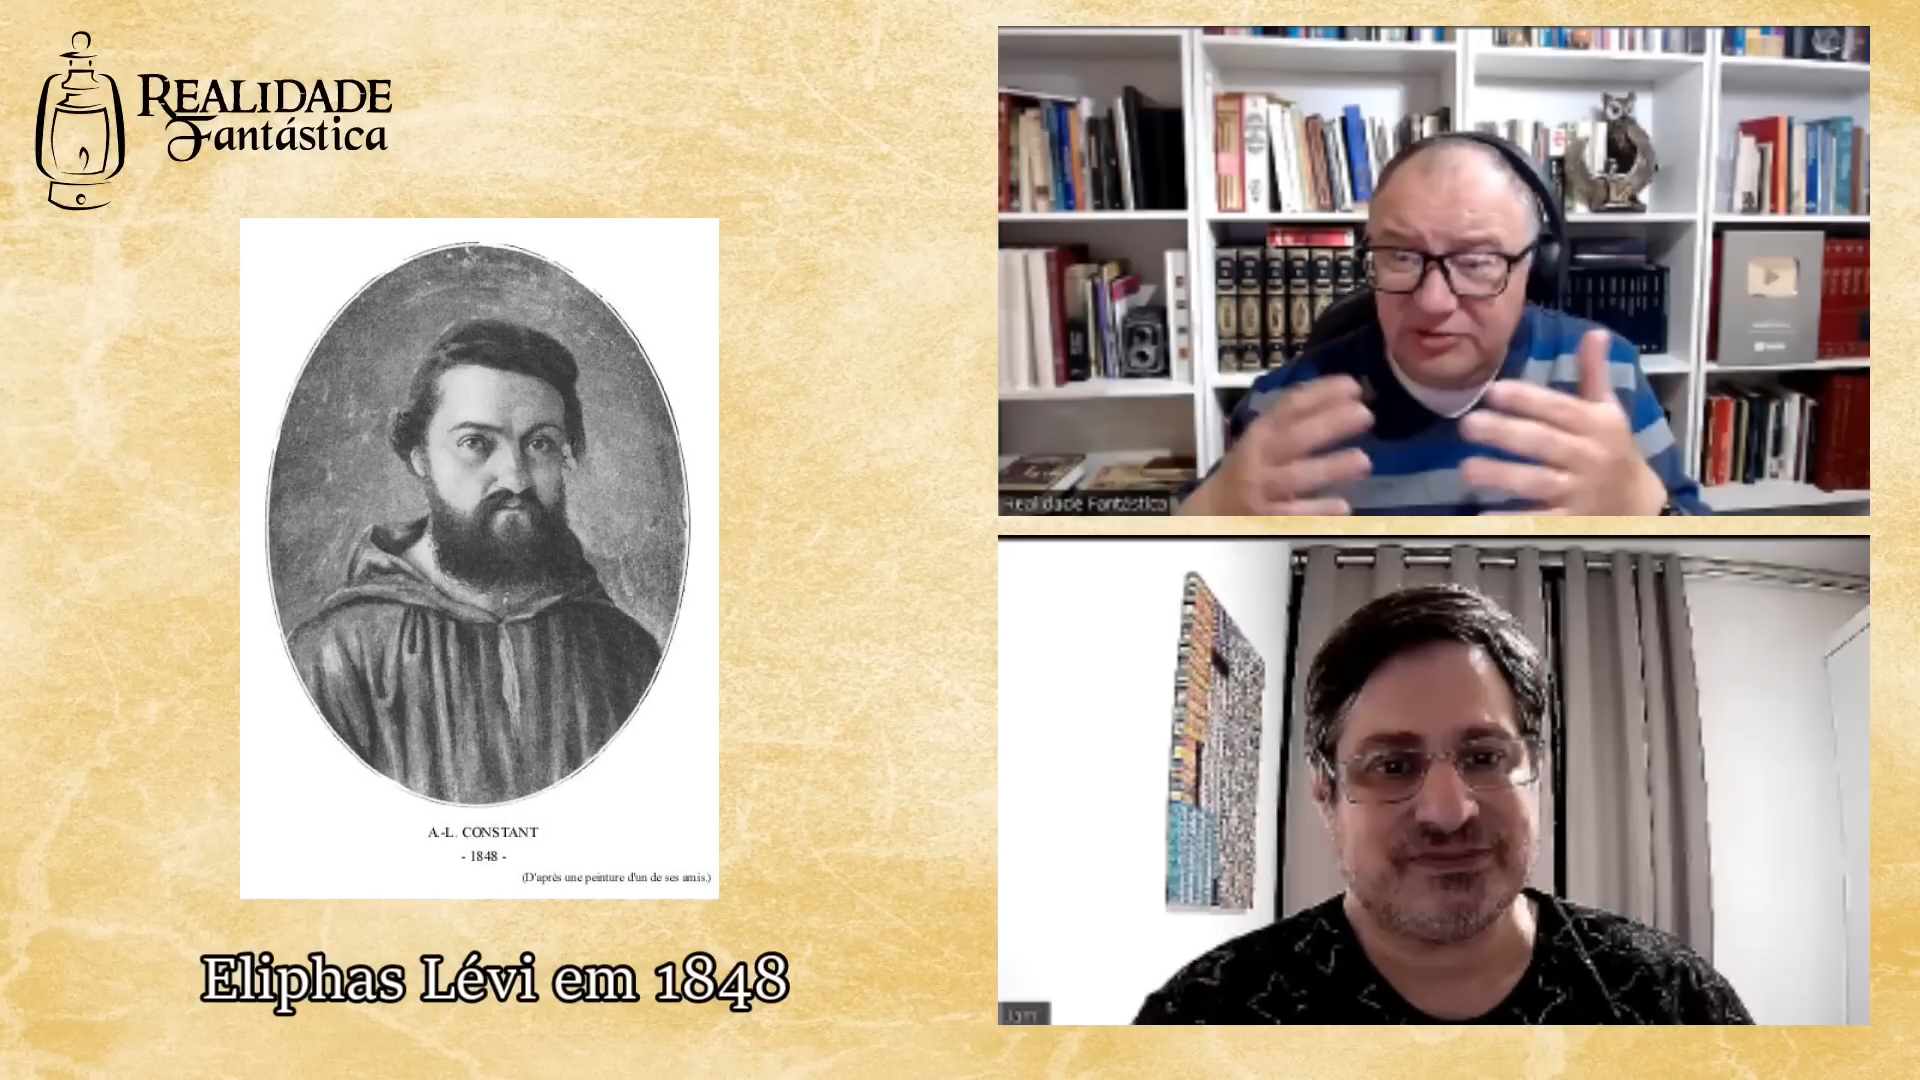 REALIDADE
Fantástica
A.-L. CONSTANT
- 1848 -
(D'après une peinture d'un de ses amis.)
Eliphas Lévi em 1848
Realidade Fantástica